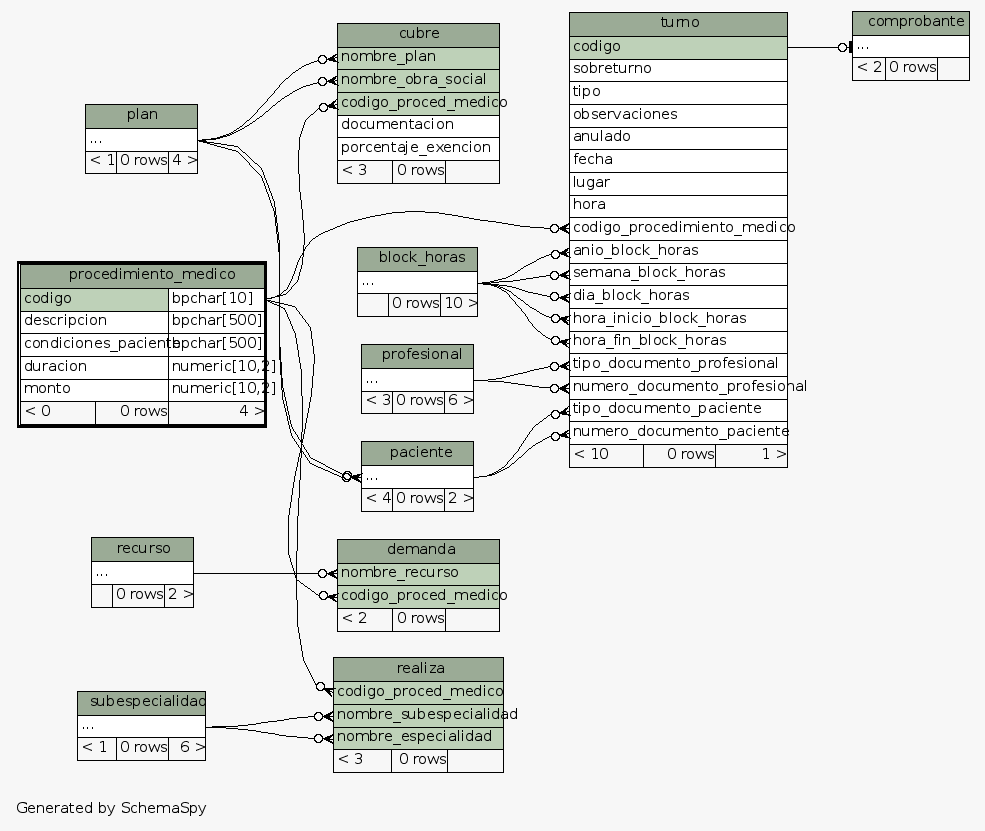 cubre
nombre_plan
nombre_obra_social
codigo_proced_medico
documentacion
porcentaje_exencion
< 3 0 rows
turno
codigo
sobreturno
tipo
observaciones
anulado
fecha
lugar
hora
codigo_procedimiento_medico
anio_block_horas
semana_block_horas
dia_block_horas
hora_inicio_block_horas
hora_fin_block_horas
tipo_documento_profesional
numero_documento_profesional
tipo_documento_paciente
numero_documento_paciente
< 10 0 rows 1 >
comprobante
...
< 2 0 rows
plan
...
< 1 0 rows 4 >
procedimiento_medico
codigo bpchar[10]
descripcion bpchar[500]
condiciones_paciente bpchar[500]
duracion numeric[10,2]
monto numeric[10,2]
< 0 0 rows 4 >
block_horas
...
0 rows 10 >
profesional
...
< 3 0 rows 6 >
paciente
...
< 4 0 rows 2 >
recurso
...
0 rows 2 >
demanda
nombre_recurso
codigo_proced_medico
< 2 0 rows
realiza
codigo_proced_medico
nombre_subespecialidad
nombre_especialidad
< 3 0 rows
subespecialidad
...
< 1 0 rows 6 >
Generated by SchemaSpy